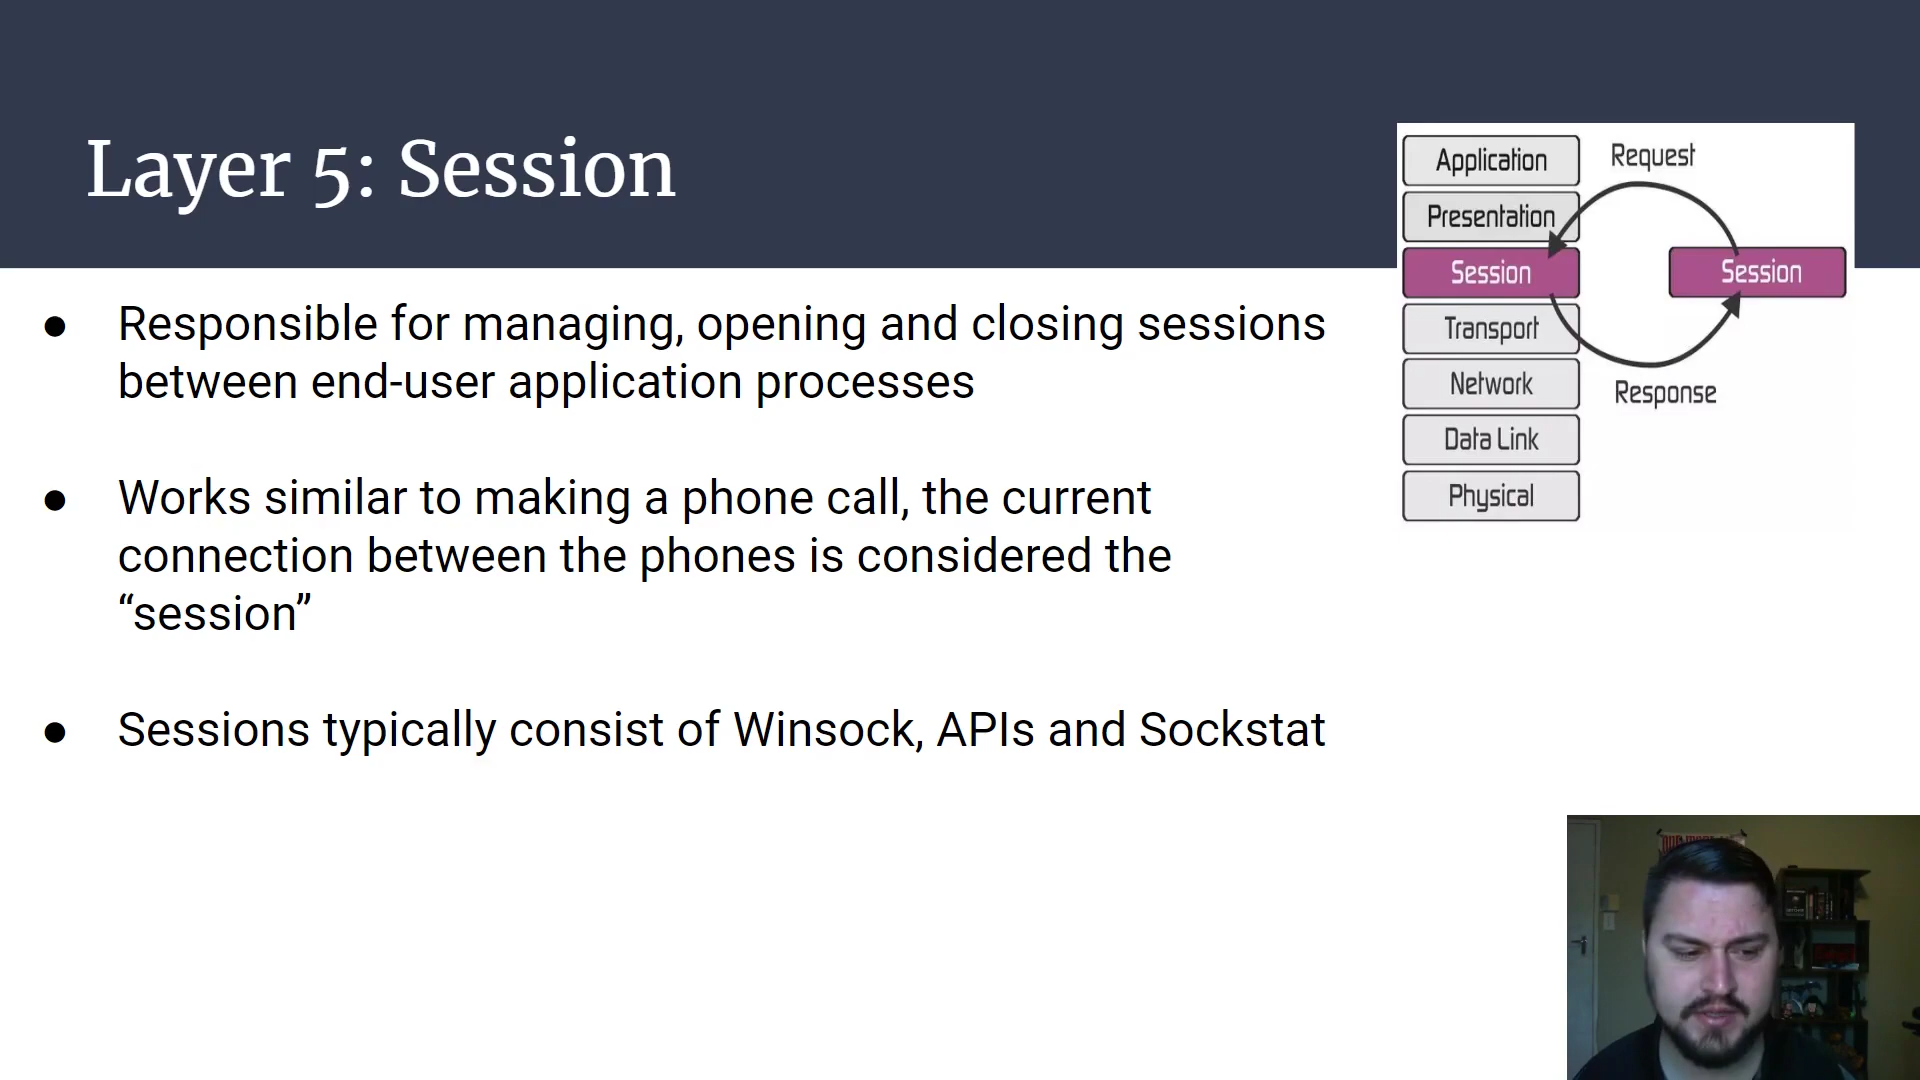 Layer 5: Session
● Responsible for managing, opening and closing sessions
between end-user application processes
● Works similar to making a phone call, the current
connection between the phones is considered the
“session”
● Sessions typically consist of Winsock, APIs and Sockstat
Application
Presentation
Session
Transport
Network
Data Link
Physical
Request
Session
Response